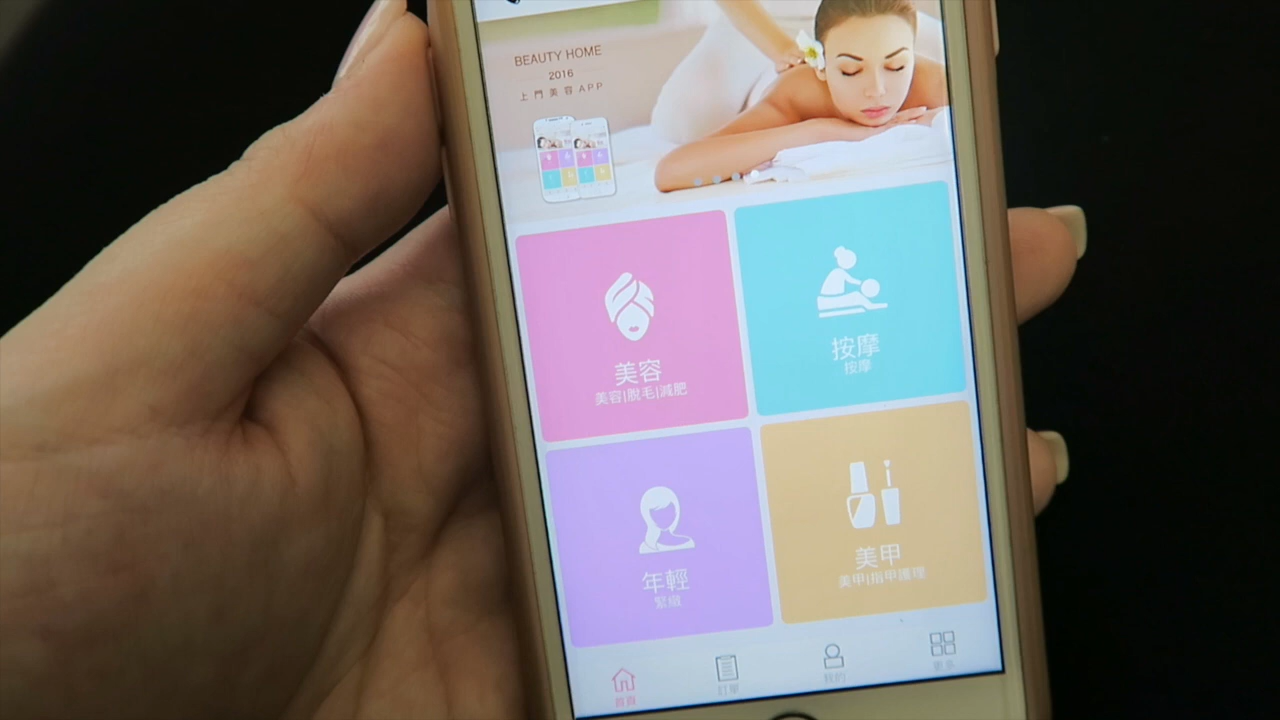 BEAUTY HOME
2016
上門美容APP
美容
美容|脫毛|減肥
按摩
按摩
年輕
緊緻
美甲
美甲|指甲護理
首頁
訂單
我的
更多